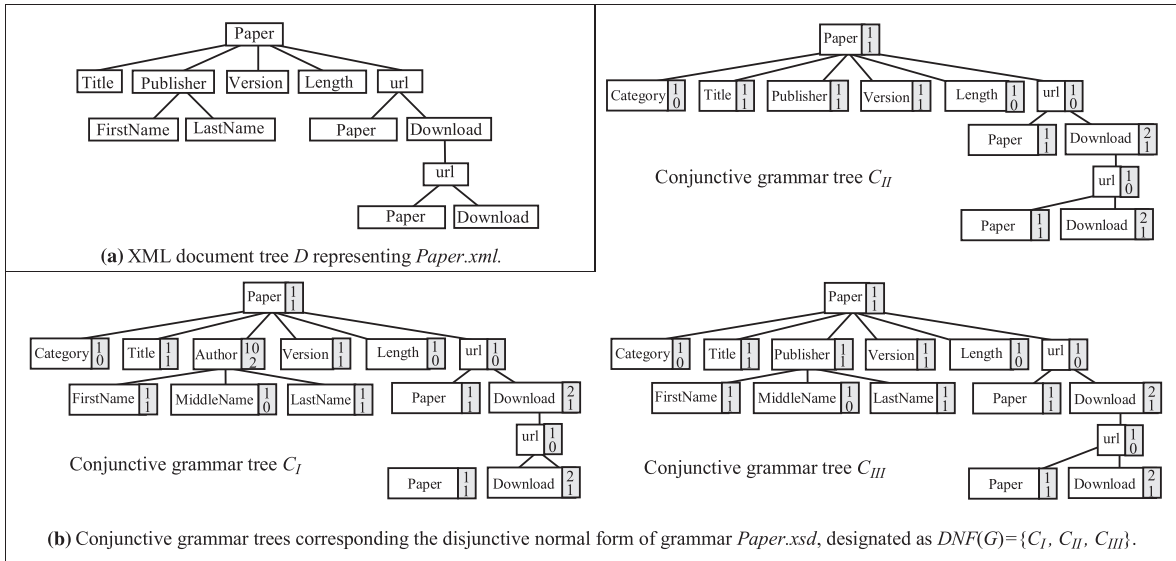 Paper
Title Publisher Version Length url
FirstName LastName Paper Download
url
Paper Download
(a) XML document tree D representing Paper.xml.
Paper 1 1
Category 1 0 Title 1 1 Publisher 1 1 Version 1 1 Length 1 0 url 1 0
Paper 1 1 Download 2 1
Conjunctive grammar tree C_II
url 1 0
Paper 1 1 Download 2 1
Paper 1 1
Category 1 0 Title 1 1 Author 10 2 Version 1 1 Length 1 0 url 1 0
FirstName 1 1 MiddleName 1 0 LastName 1 1 Paper 1 1 Download 2 1
url 1 0
Conjunctive grammar tree C_I
Paper 1 1 Download 2 1
Paper 1 1
Category 1 0 Title 1 1 Publisher 1 1 Version 1 1 Length 1 0 url 1 0
FirstName 1 1 MiddleName 1 0 LastName 1 1 Paper 1 1 Download 2 1
url 1 0
Conjunctive grammar tree C_III
Paper 1 1 Download 2 1
(b) Conjunctive grammar trees corresponding the disjunctive normal form of grammar Paper.xsd, designated as DNF(G)={C_I, C_II, C_III}.